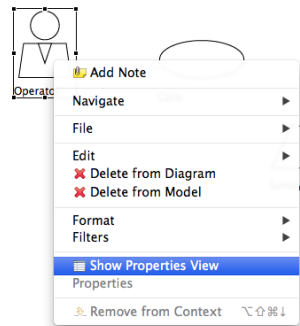 Add Note
Operator
Navigate
File
Edit
Delete from Diagram
Delete from Model
Format
Filters
Show Properties View
Properties
Remove from Context ⌥⇧⌘↓